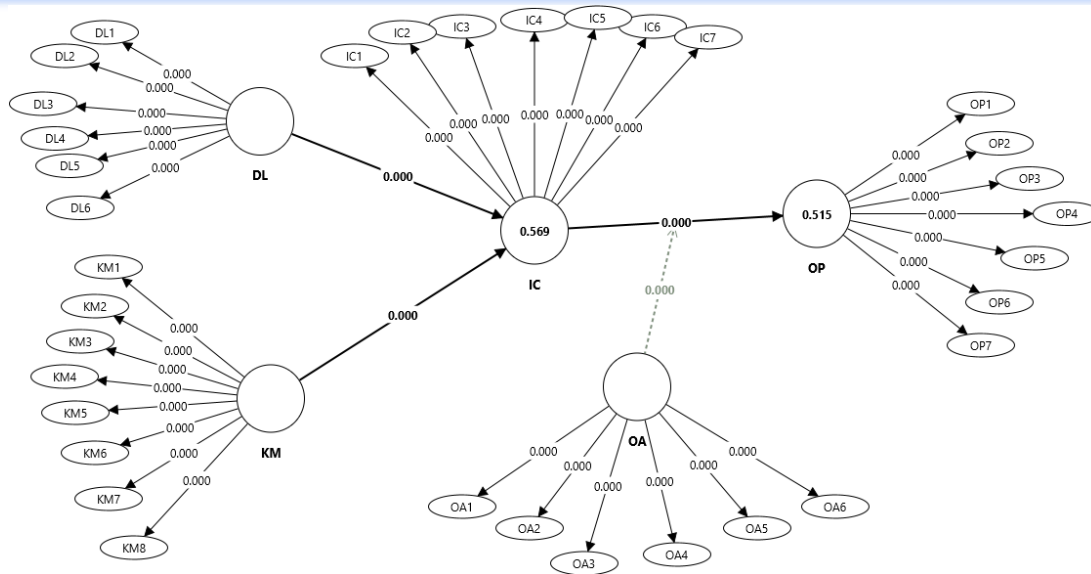 DL1
DL2
DL3
DL4
DL5
DL6
0.000
0.000
0.000
0.000
0.000
0.000
DL
0.000
IC1
IC2
IC3
IC4
IC5
IC6
IC7
0.000
0.000
0.000
0.000
0.000
0.000
0.000
0.569
IC
KM1
KM2
KM3
KM4
KM5
KM6
KM7
KM8
0.000
0.000
0.000
0.000
0.000
0.000
0.000
0.000
KM
0.000
0.000
0.000
OA
0.000
0.000
0.000
0.000
0.000
0.000
OA1
OA2
OA3
OA4
OA5
OA6
0.515
OP
0.000
0.000
0.000
0.000
0.000
0.000
0.000
OP1
OP2
OP3
OP4
OP5
OP6
OP7